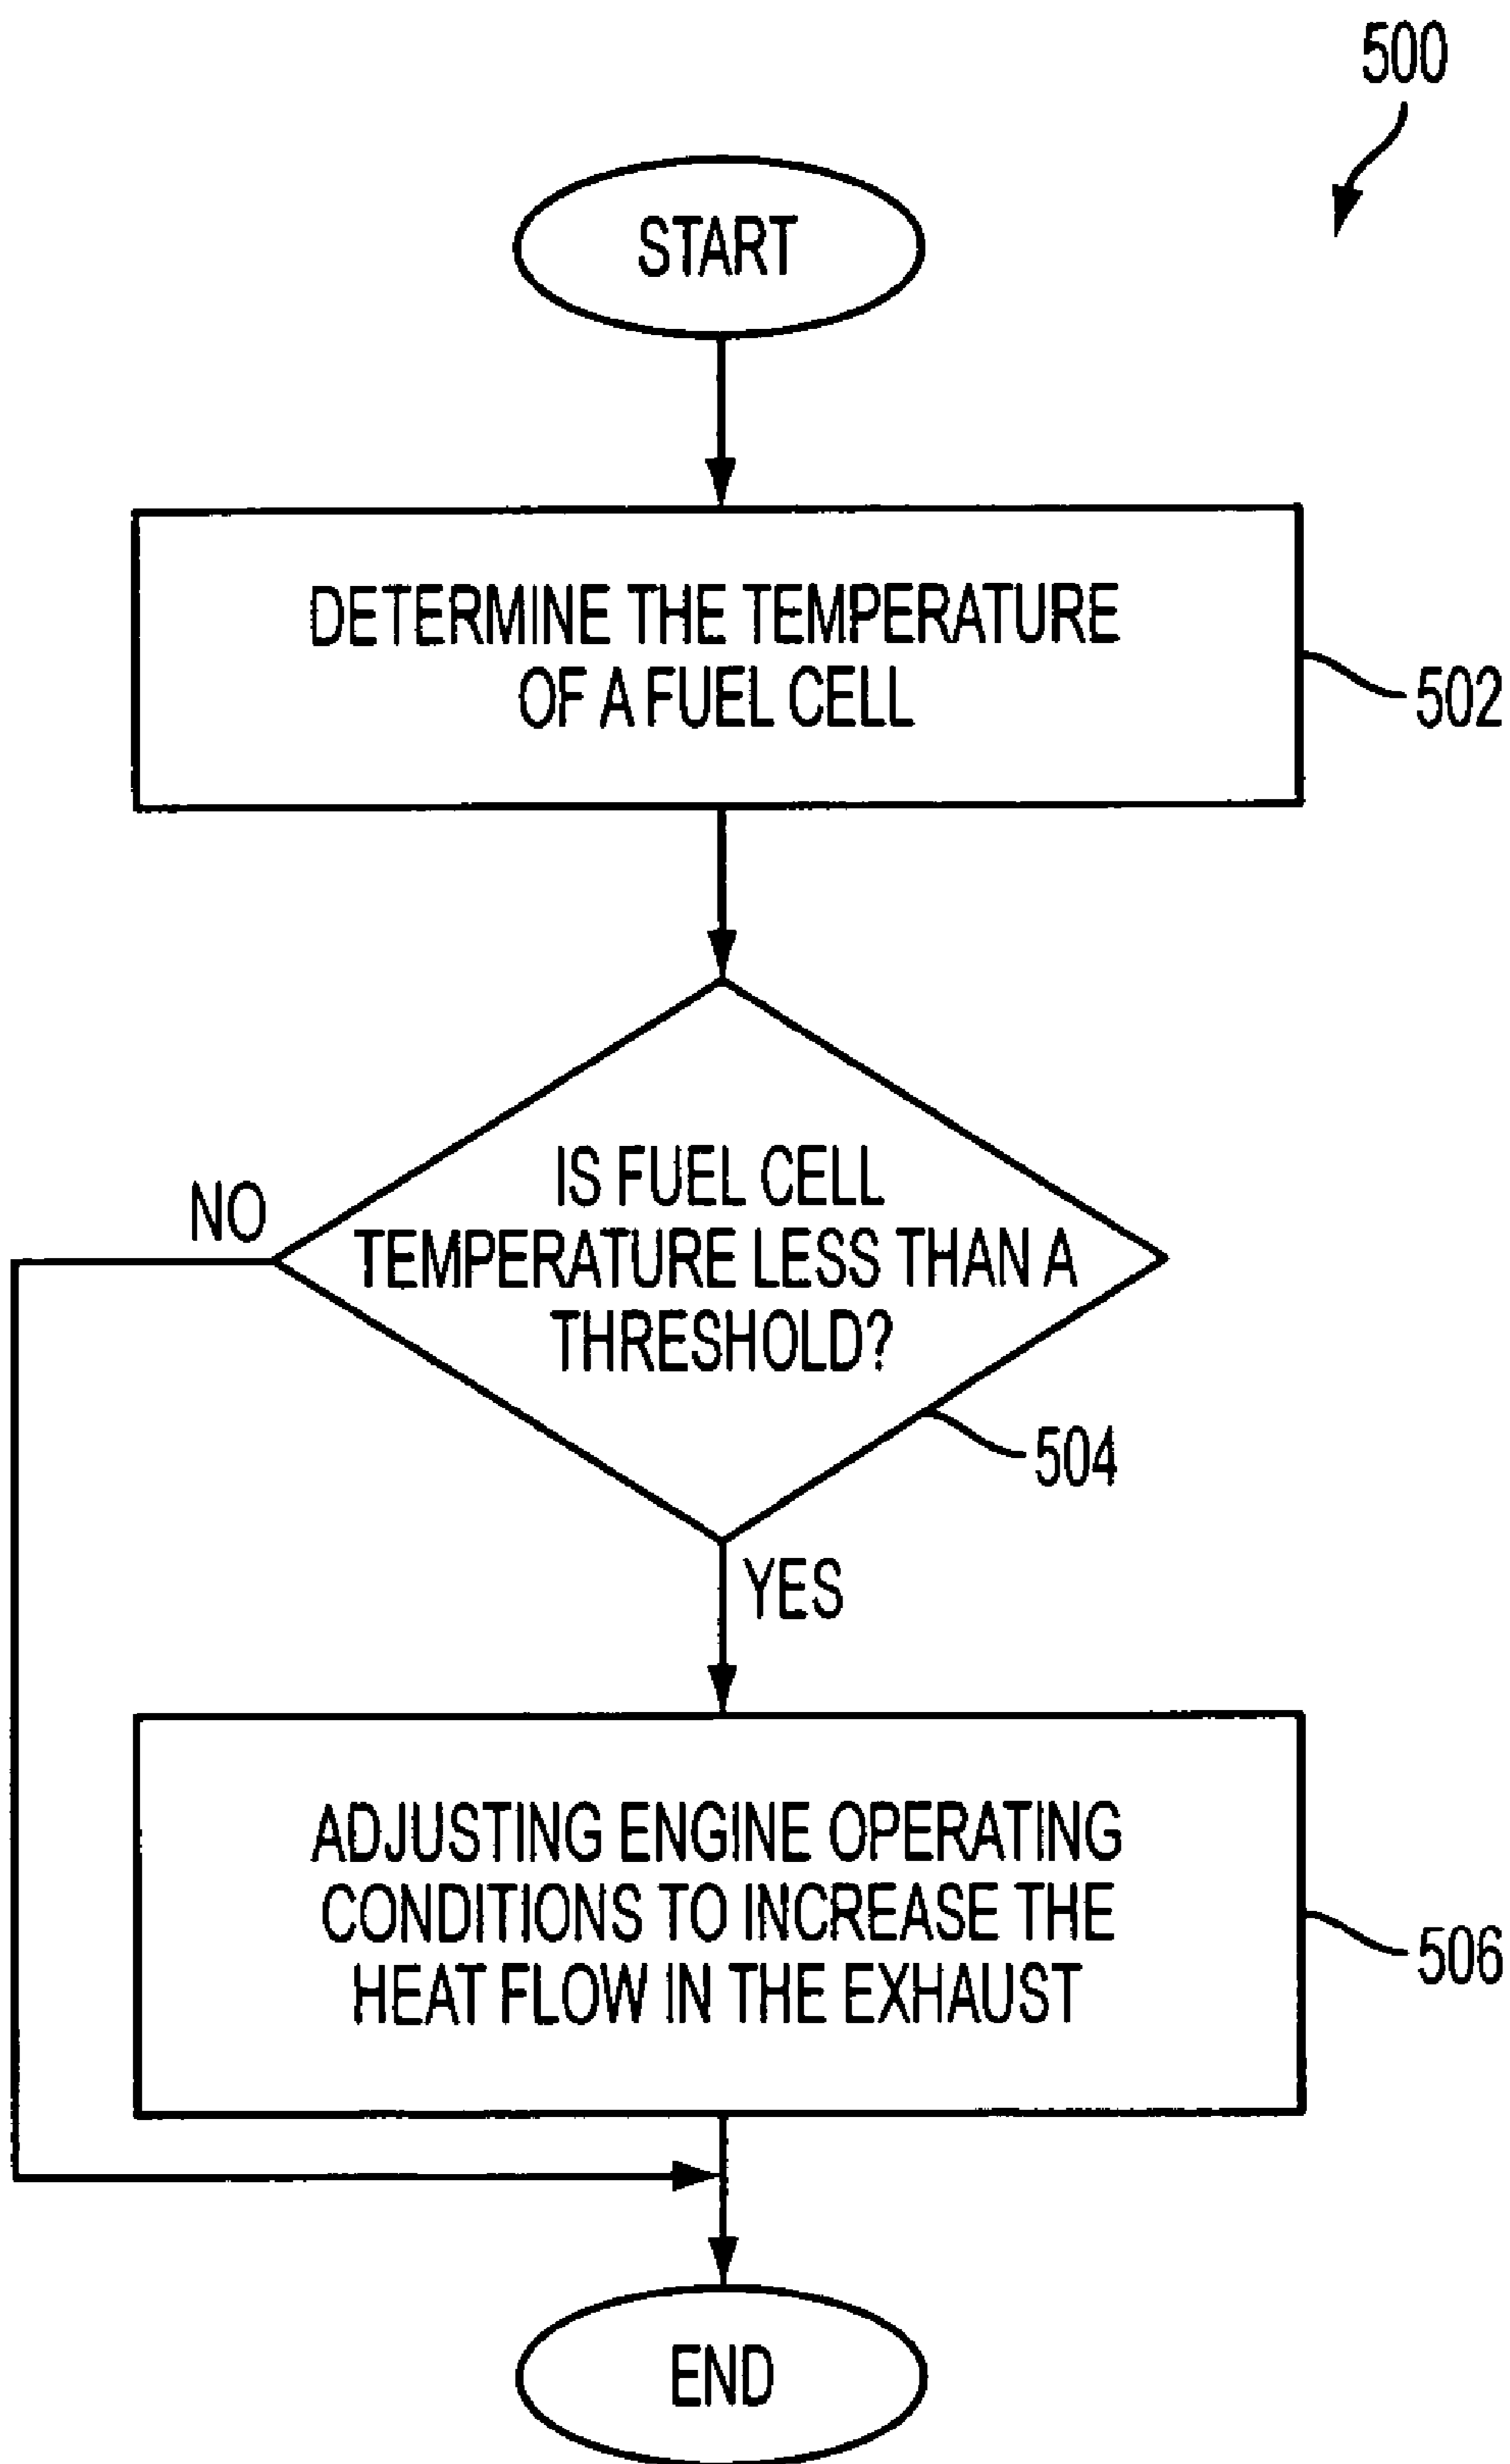 500
START
DETERMINE THE TEMPERATURE
OF A FUEL CELL
502
IS FUEL CELL
TEMPERATURE LESS THAN A
THRESHOLD?
NO
504
YES
ADJUSTING ENGINE OPERATING
CONDITIONS TO INCREASE THE
HEAT FLOW IN THE EXHAUST
506
END